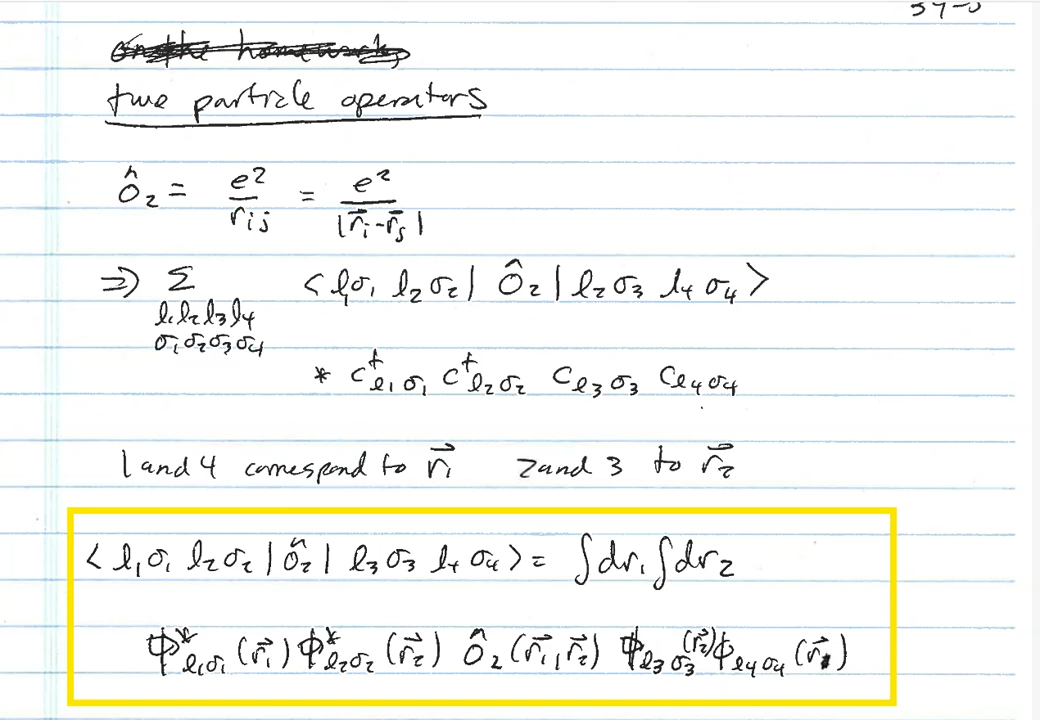 two particle operators
Ô₂ = e²/r_ij = e²/|r⃗_i - r⃗_j|
⇒ Σ_{l₁l₂l₃l₄ σ₁σ₂σ₃σ₄} <l₁σ₁ l₂σ₂| Ô₂ | l₂σ₃ l₄σ₄>
* c†_{l₁σ₁} c†_{l₂σ₂} c_{l₃σ₃} c_{l₄σ₄}
1 and 4 correspond to r⃗₁ 2 and 3 to r⃗₂
<l₁σ₁ l₂σ₂ | ô₂ | l₃σ₃ l₄σ₄> = ∫dr₁ ∫dr₂
φ*_{l₁σ₁}(r⃗₁) φ*_{l₂σ₂}(r⃗₂) ô₂(r⃗₁,r⃗₂) φ_{l₃σ₃}(r⃗₂) φ_{l₄σ₄}(r⃗₁)